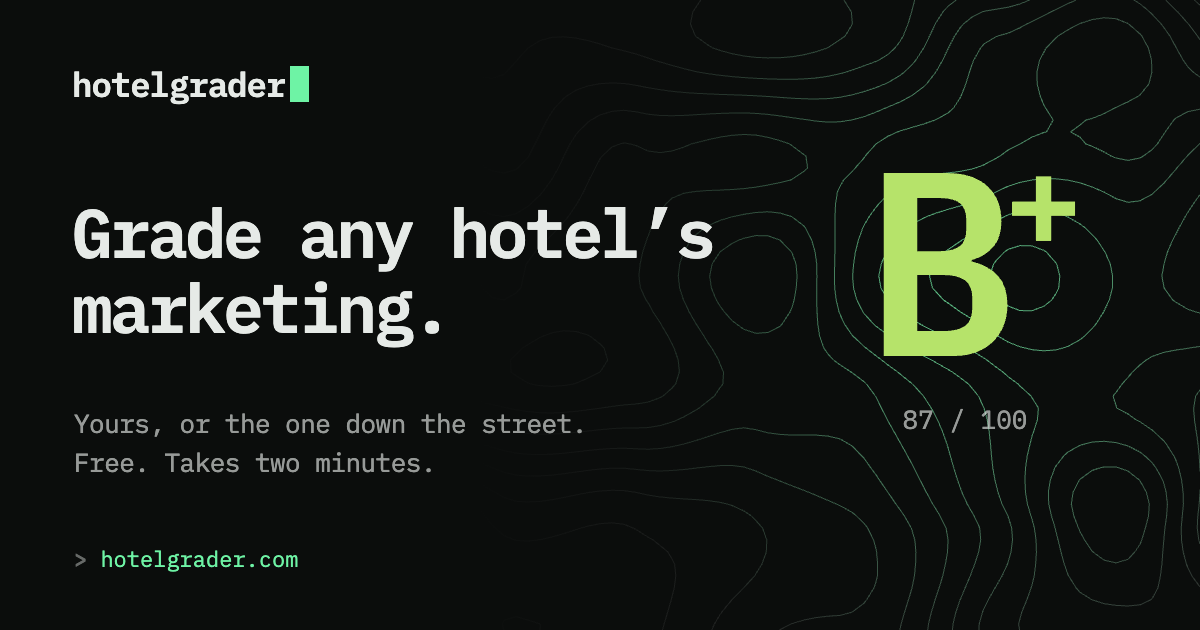 hotelgrader
Grade any hotel’s
marketing.
B+
87 / 100
Yours, or the one down the street.
Free. Takes two minutes.
> hotelgrader.com